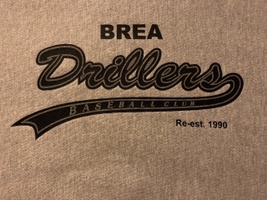 BREA
Drillers
BASEBALL CLUB
Re-est. 1990